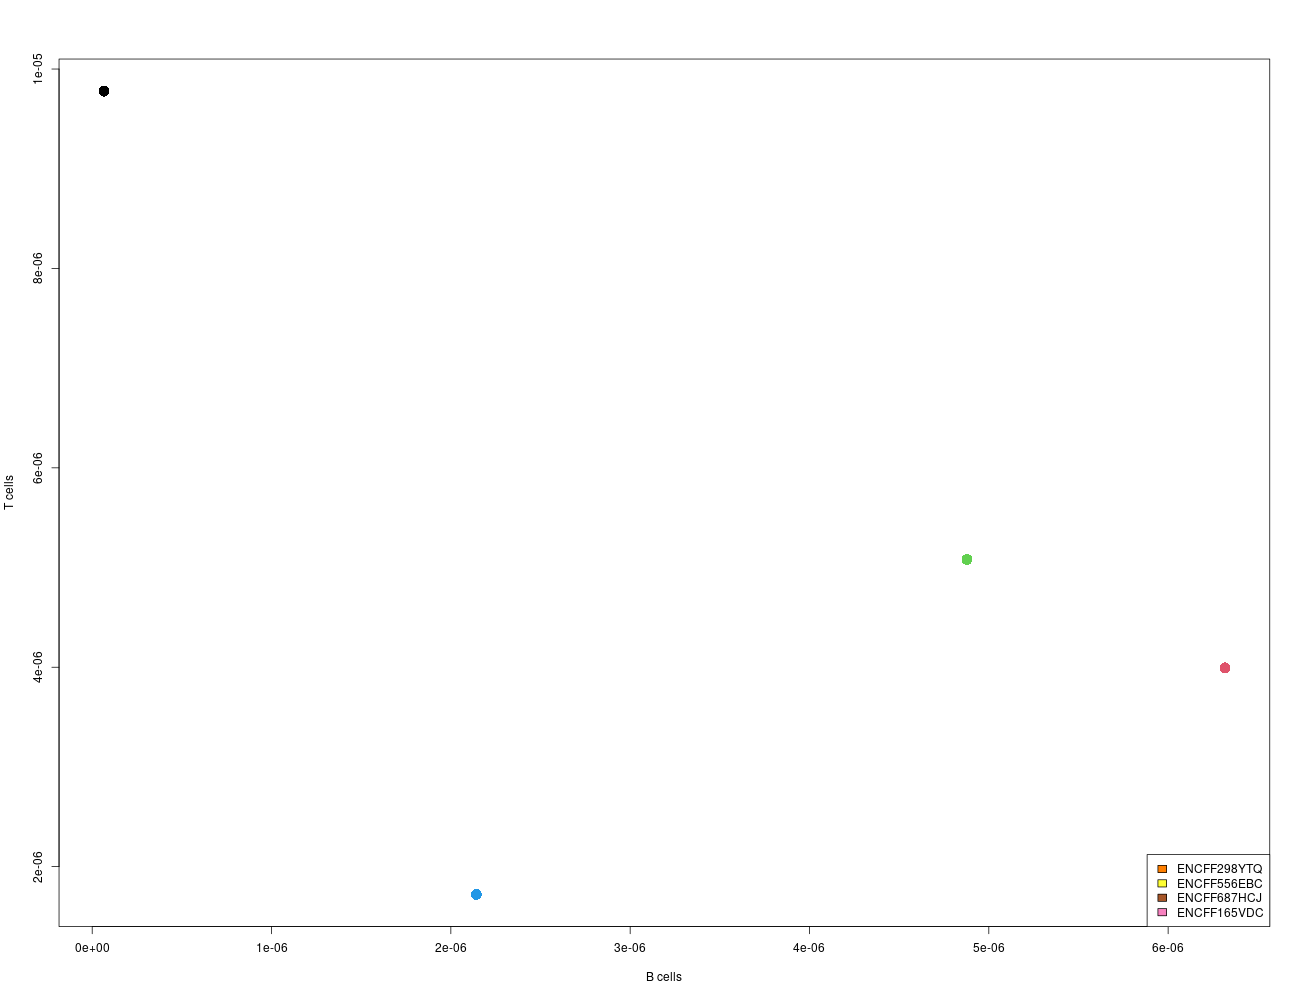 1e-05
8e-06
6e-06
4e-06
2e-06
T cells
0e+00 1e-06 2e-06 3e-06 4e-06 5e-06 6e-06
B cells
ENCFF298YTQ
ENCFF556EBC
ENCFF687HCJ
ENCFF165VDC